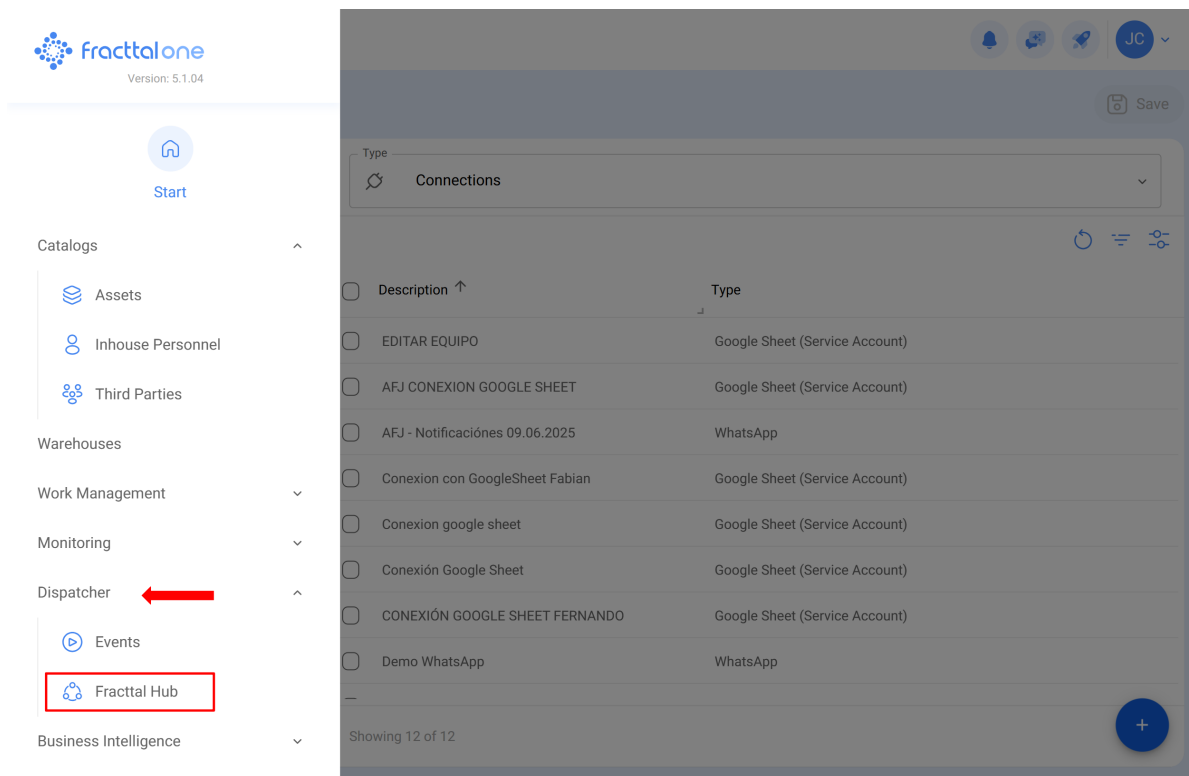 fracttalone
Version: 5.1.04
JC
Save
Start
Type
Connections
Catalogs
Assets
Inhouse Personnel
Third Parties
Warehouses
Work Management
Monitoring
Dispatcher
Events
Fracttal Hub
Business Intelligence
Description Type
EDITAR EQUIPO Google Sheet (Service Account)
AFJ CONEXION GOOGLE SHEET Google Sheet (Service Account)
AFJ - Notificaciónes 09.06.2025 WhatsApp
Conexion con GoogleSheet Fabian Google Sheet (Service Account)
Conexion google sheet Google Sheet (Service Account)
Conexión Google Sheet Google Sheet (Service Account)
CONEXIÓN GOOGLE SHEET FERNANDO Google Sheet (Service Account)
Demo WhatsApp WhatsApp
Showing 12 of 12